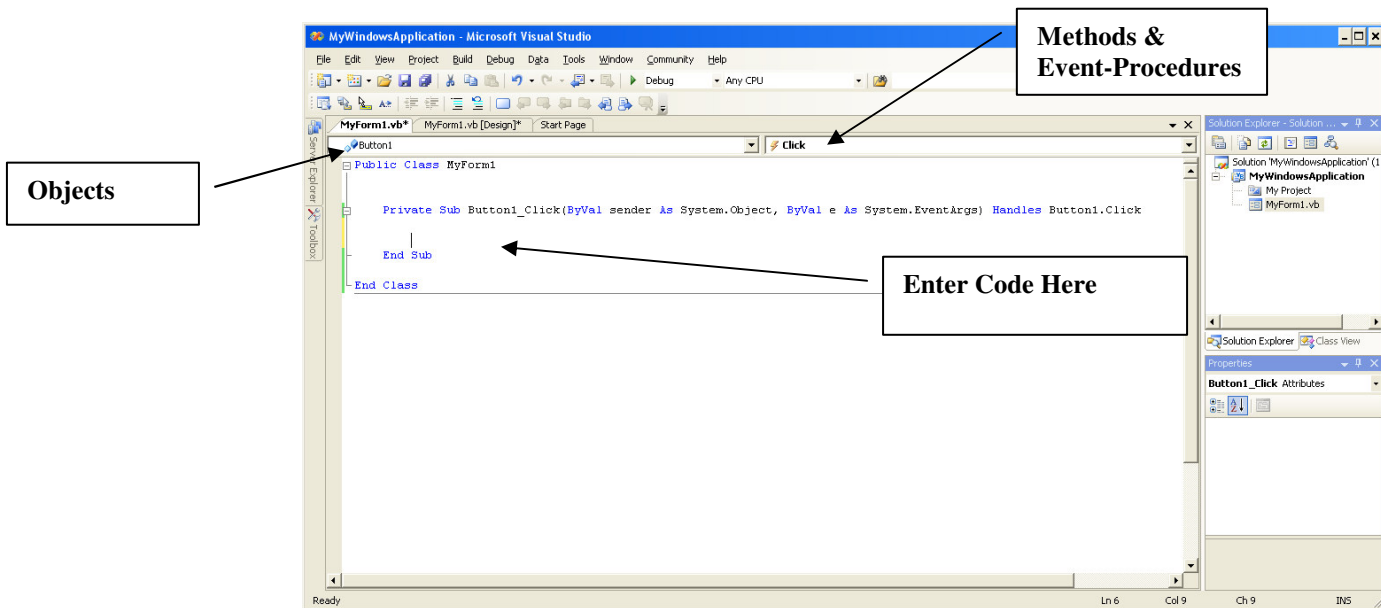 MyWindowsApplication - Microsoft Visual Studio
File Edit View Project Build Debug Data Tools Window Community Help
Debug Any CPU
MyForm1.vb* MyForm1.vb [Design]* Start Page
Button1 Click
Public Class MyForm1
Private Sub Button1_Click(ByVal sender As System.Object, ByVal e As System.EventArgs) Handles Button1.Click
End Sub
End Class
Server Explorer
Toolbox
Objects
Methods &
Event-Procedures
Enter Code Here
Solution Explorer - Solution ...
Solution 'MyWindowsApplication' (1
MyWindowsApplication
My Project
MyForm1.vb
Solution Explorer Class View
Properties
Button1_Click Attributes
Ready Ln 6 Col 9 Ch 9 INS